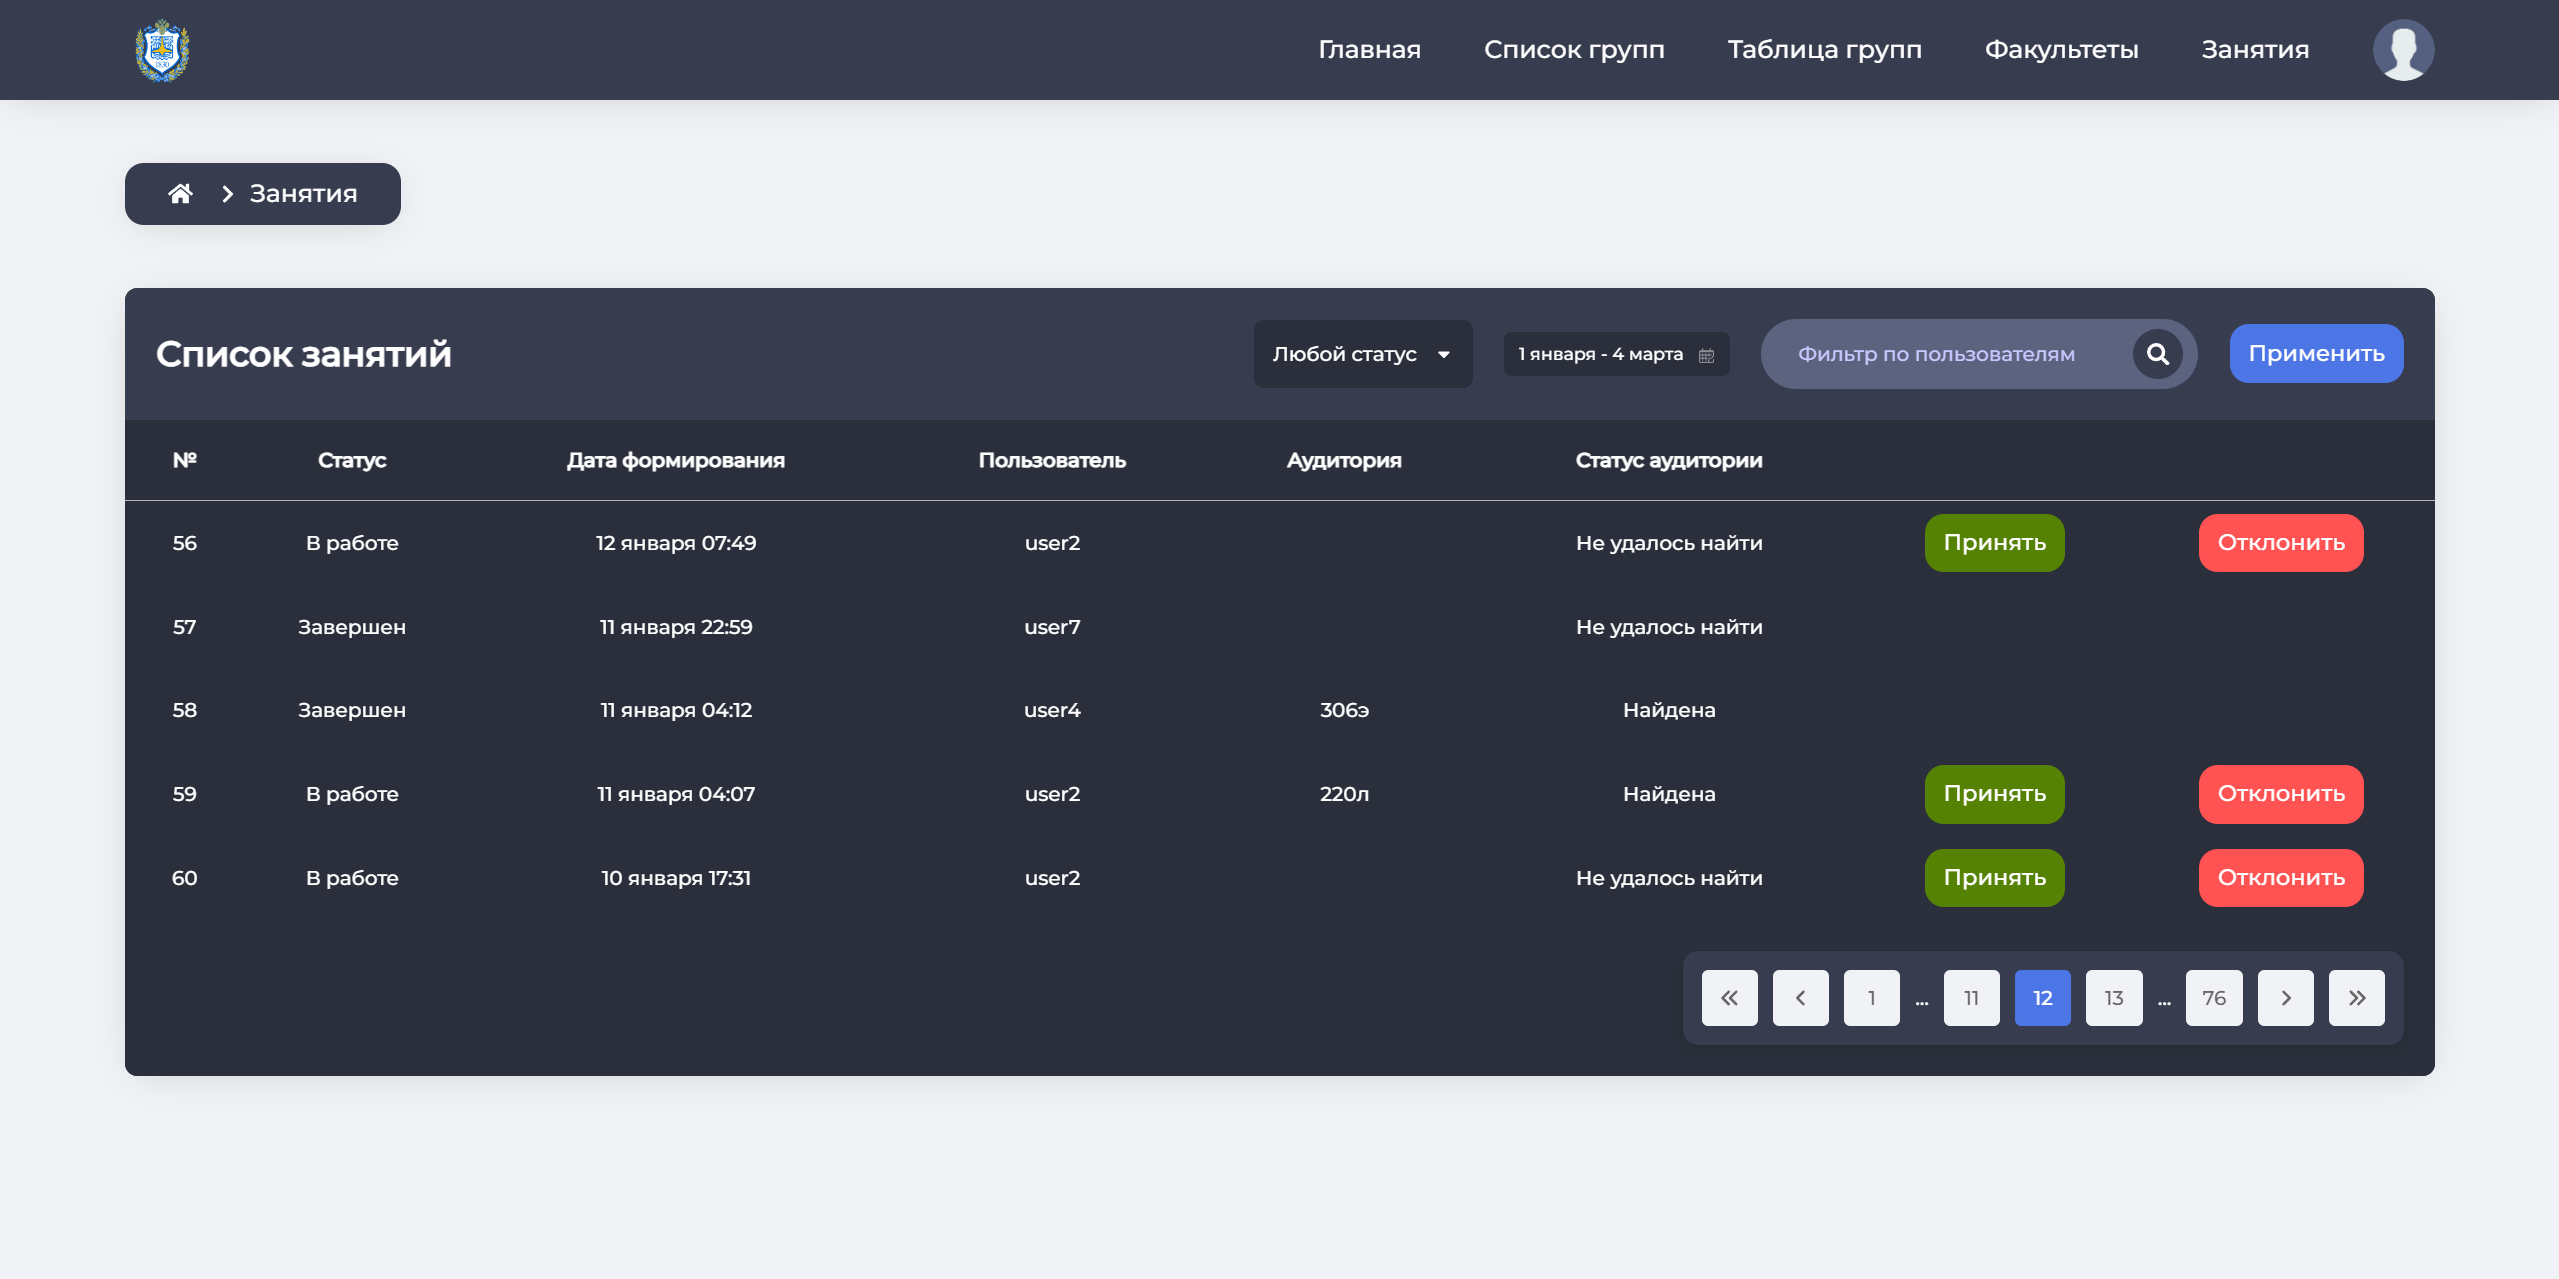 Главная Список групп Таблица групп Факультеты Занятия
Занятия
Список занятий Любой статус 1 января - 4 марта Фильтр по пользователям Применить
№ Статус Дата формирования Пользователь Аудитория Статус аудитории
56 В работе 12 января 07:49 user2 Не удалось найти Принять Отклонить
57 Завершен 11 января 22:59 user7 Не удалось найти
58 Завершен 11 января 04:12 user4 306э Найдена
59 В работе 11 января 04:07 user2 220л Найдена Принять Отклонить
60 В работе 10 января 17:31 user2 Не удалось найти Принять Отклонить
1 ... 11 12 13 ... 76